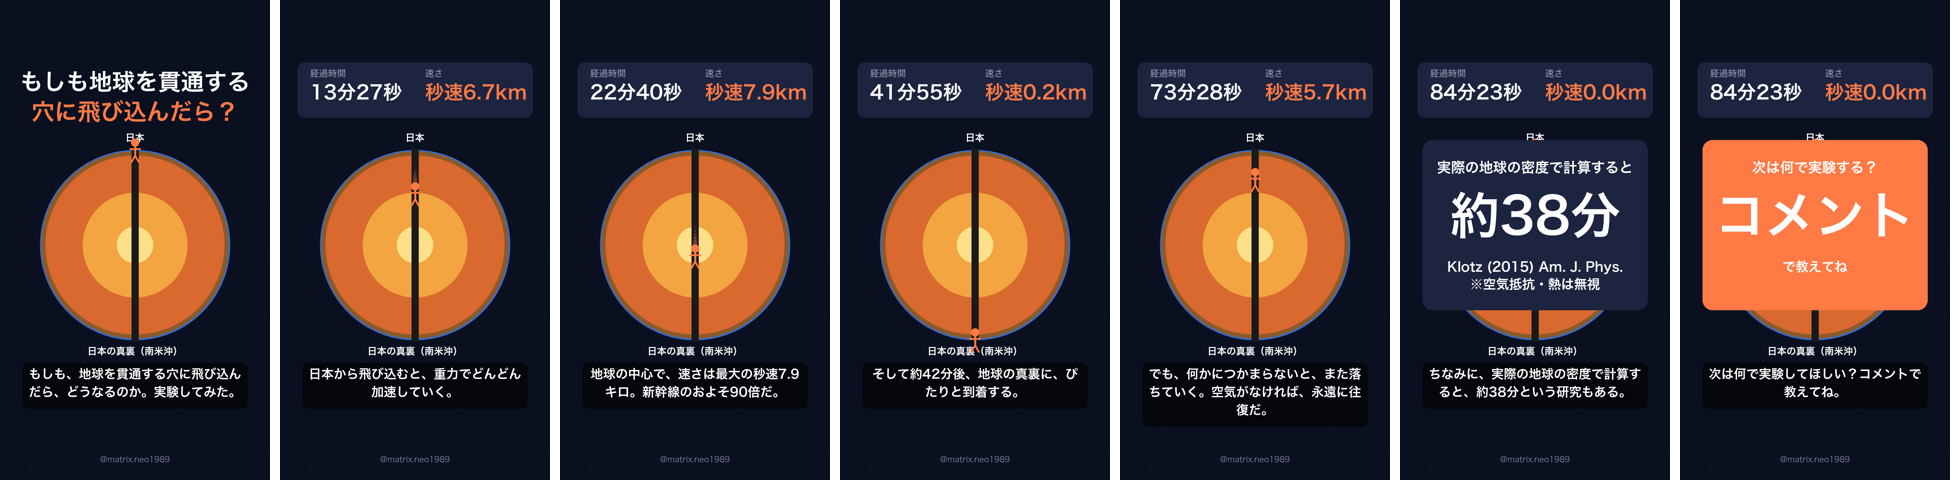 もしも地球を貫通する
穴に飛び込んだら？
日本
日本の真裏（南米沖）
もしも、地球を貫通する穴に飛び込ん
だら、どうなるのか。実験してみた。
@matrix.neo1989
経過時間
速さ
13分27秒
秒速6.7km
日本
日本の真裏（南米沖）
日本から飛び込むと、重力でどんどん
加速していく。
@matrix.neo1989
経過時間
速さ
22分40秒
秒速7.9km
日本
日本の真裏（南米沖）
地球の中心で、速さは最大の秒速7.9
キロ。新幹線のおよそ90倍だ。
@matrix.neo1989
経過時間
速さ
41分55秒
秒速0.2km
日本
日本の真裏（南米沖）
そして約42分後、地球の真裏に、ぴ
たりと到着する。
@matrix.neo1989
経過時間
速さ
73分28秒
秒速5.7km
日本
日本の真裏（南米沖）
でも、何かにつかまらないと、また落
ちていく。空気がなければ、永遠に往
復だ。
@matrix.neo1989
経過時間
速さ
84分23秒
秒速0.0km
日本
実際の地球の密度で計算すると
約38分
Klotz (2015) Am. J. Phys.
※空気抵抗・熱は無視
日本の真裏（南米沖）
ちなみに、実際の地球の密度で計算す
ると、約38分という研究もある。
@matrix.neo1989
経過時間
速さ
84分23秒
秒速0.0km
日本
次は何で実験する？
コメント
で教えてね
日本の真裏（南米沖）
次は何で実験してほしい？コメントで
教えてね。
@matrix.neo1989